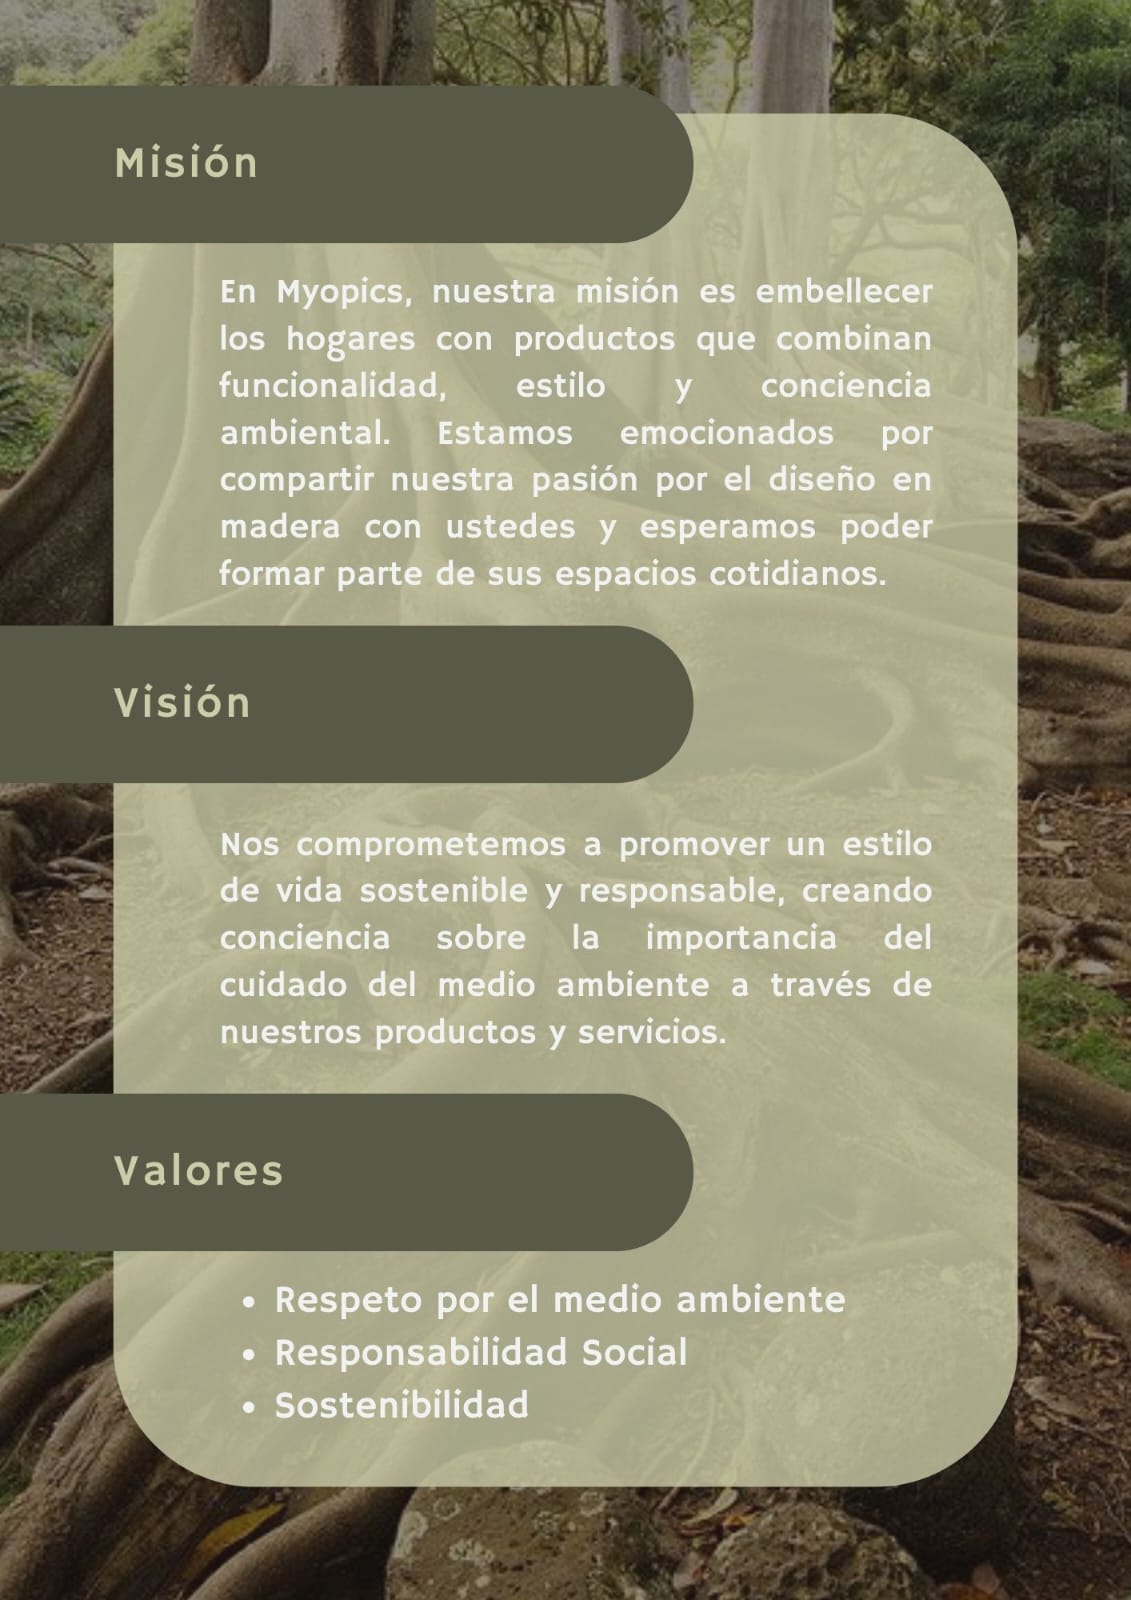 Misión
En Myopics, nuestra misión es embellecer
los hogares con productos que combinan
funcionalidad, estilo y conciencia
ambiental. Estamos emocionados por
compartir nuestra pasión por el diseño en
madera con ustedes y esperamos poder
formar parte de sus espacios cotidianos.
Visión
Nos comprometemos a promover un estilo
de vida sostenible y responsable, creando
conciencia sobre la importancia del
cuidado del medio ambiente a través de
nuestros productos y servicios.
Valores
• Respeto por el medio ambiente
• Responsabilidad Social
• Sostenibilidad